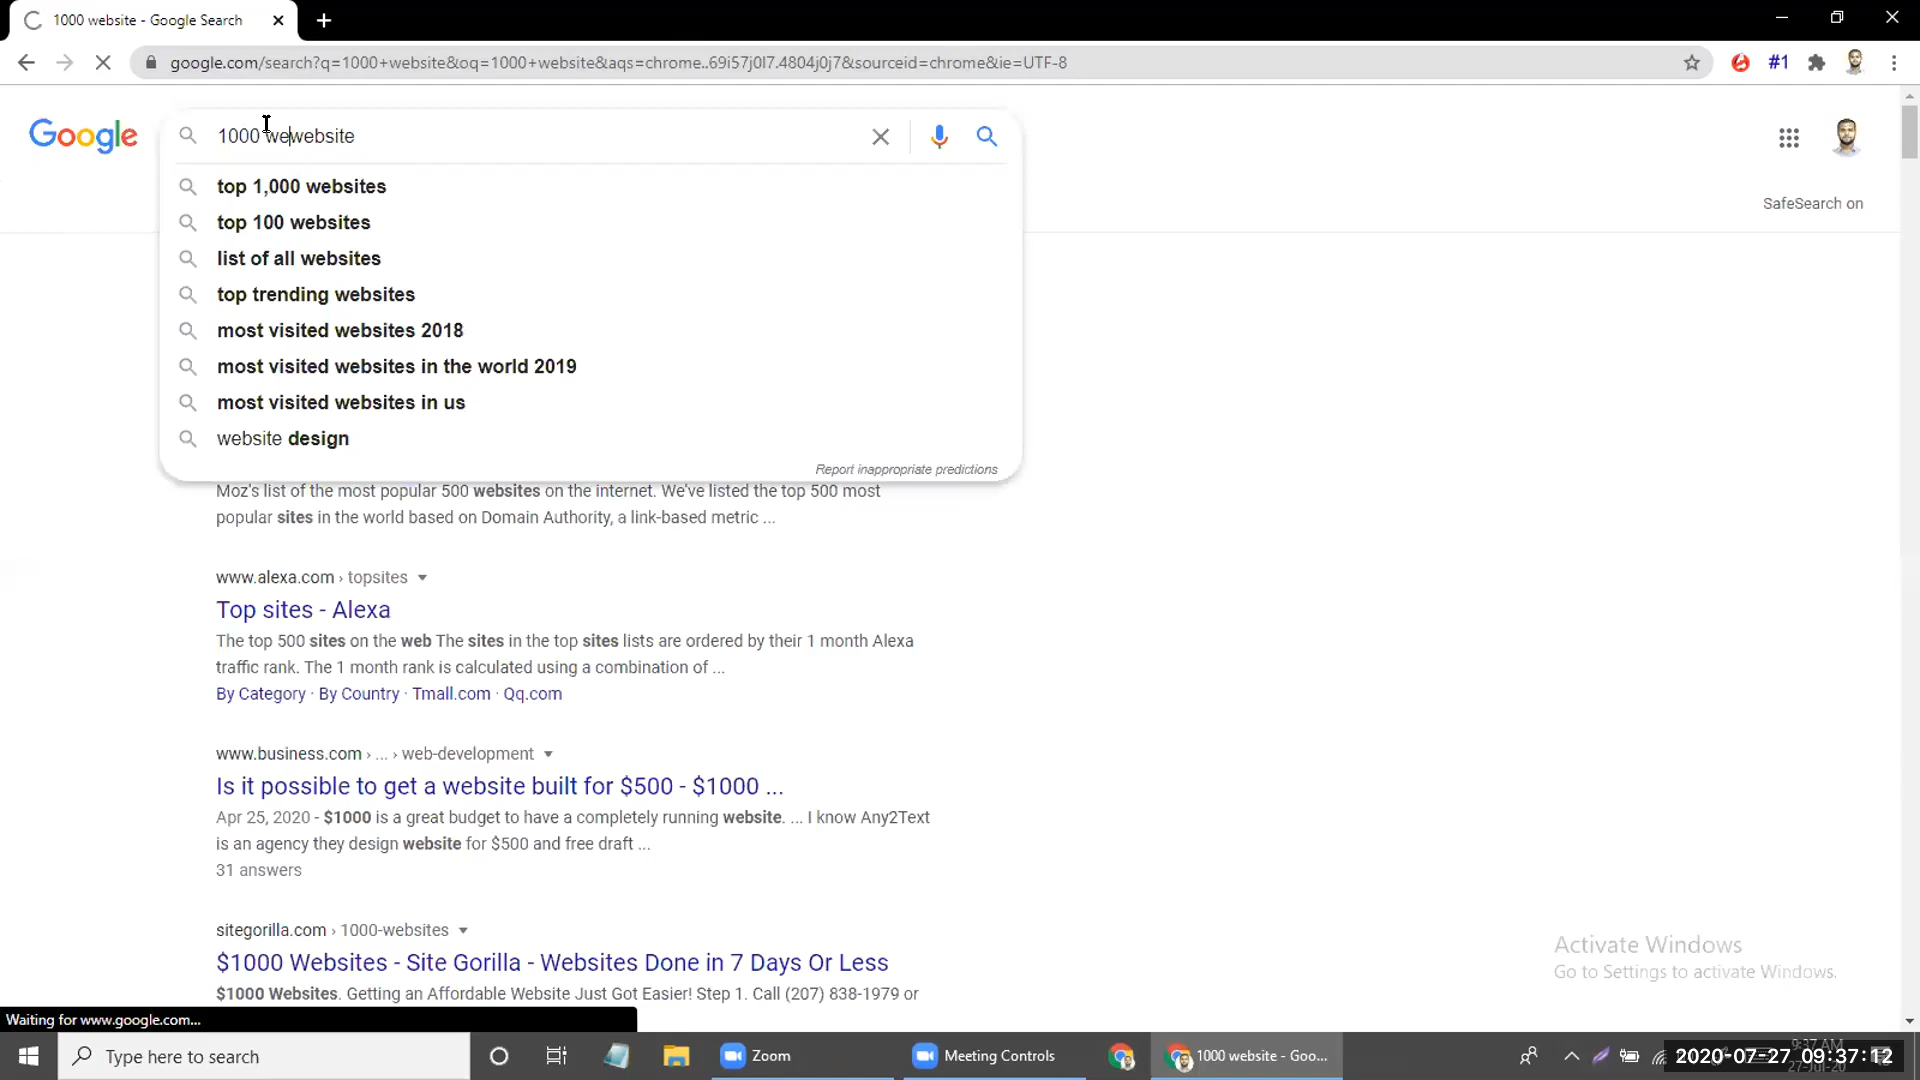 1000 website - Google Search
google.com/search?q=1000+website&oq=1000+website&aqs=chrome..69i57j0l7.4804j0j7&sourceid=chrome&ie=UTF-8
#1
Google
1000 wewebsite
top 1,000 websites
top 100 websites
list of all websites
top trending websites
most visited websites 2018
most visited websites in the world 2019
most visited websites in us
website design
Report inappropriate predictions
SafeSearch on
Moz's list of the most popular 500 websites on the internet. We've listed the top 500 most
popular sites in the world based on Domain Authority, a link-based metric ...
www.alexa.com › topsites
Top sites - Alexa
The top 500 sites on the web The sites in the top sites lists are ordered by their 1 month Alexa
traffic rank. The 1 month rank is calculated using a combination of ...
By Category · By Country · Tmall.com · Qq.com
www.business.com › ... › web-development
Is it possible to get a website built for $500 - $1000 ...
Apr 25, 2020 - $1000 is a great budget to have a completely running website. ... I know Any2Text
is an agency they design website for $500 and free draft ...
31 answers
sitegorilla.com › 1000-websites
$1000 Websites - Site Gorilla - Websites Done in 7 Days Or Less
$1000 Websites. Getting an Affordable Website Just Got Easier! Step 1. Call (207) 838-1979 or
Activate Windows
Go to Settings to activate Windows.
Waiting for www.google.com...
Type here to search
Zoom
Meeting Controls
1000 website - Goo...
9:37 AM
2020-07-27 09:37:12
27-Jul-20